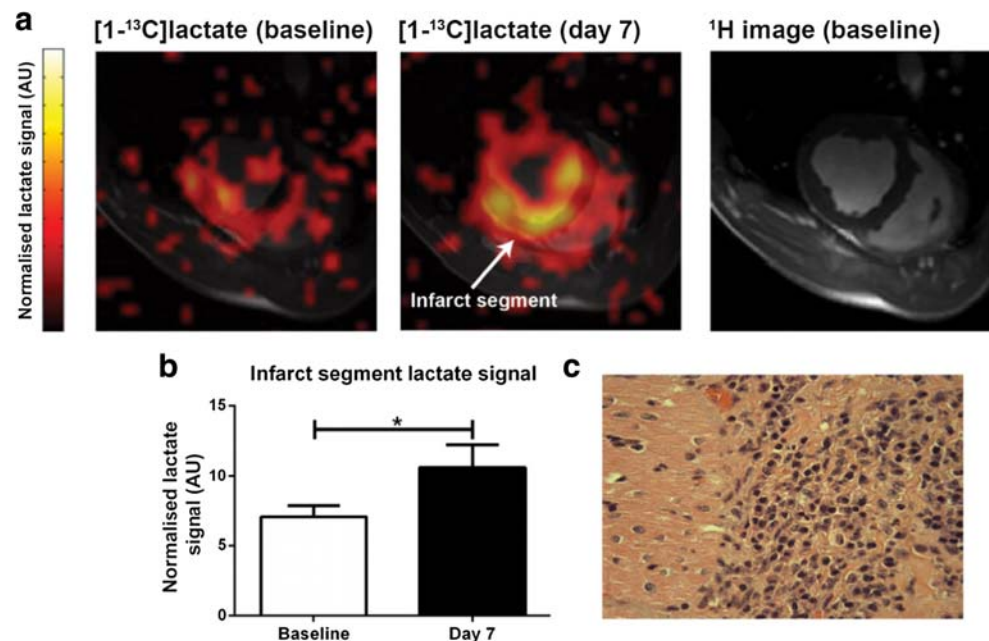 a
[1-¹³C]lactate (baseline)
[1-¹³C]lactate (day 7)
¹H image (baseline)
Normalised lactate signal (AU)
Infarct segment
b
Infarct segment lactate signal
Normalised lactate
signal (AU)
15
10
5
0
*
Baseline
Day 7
c